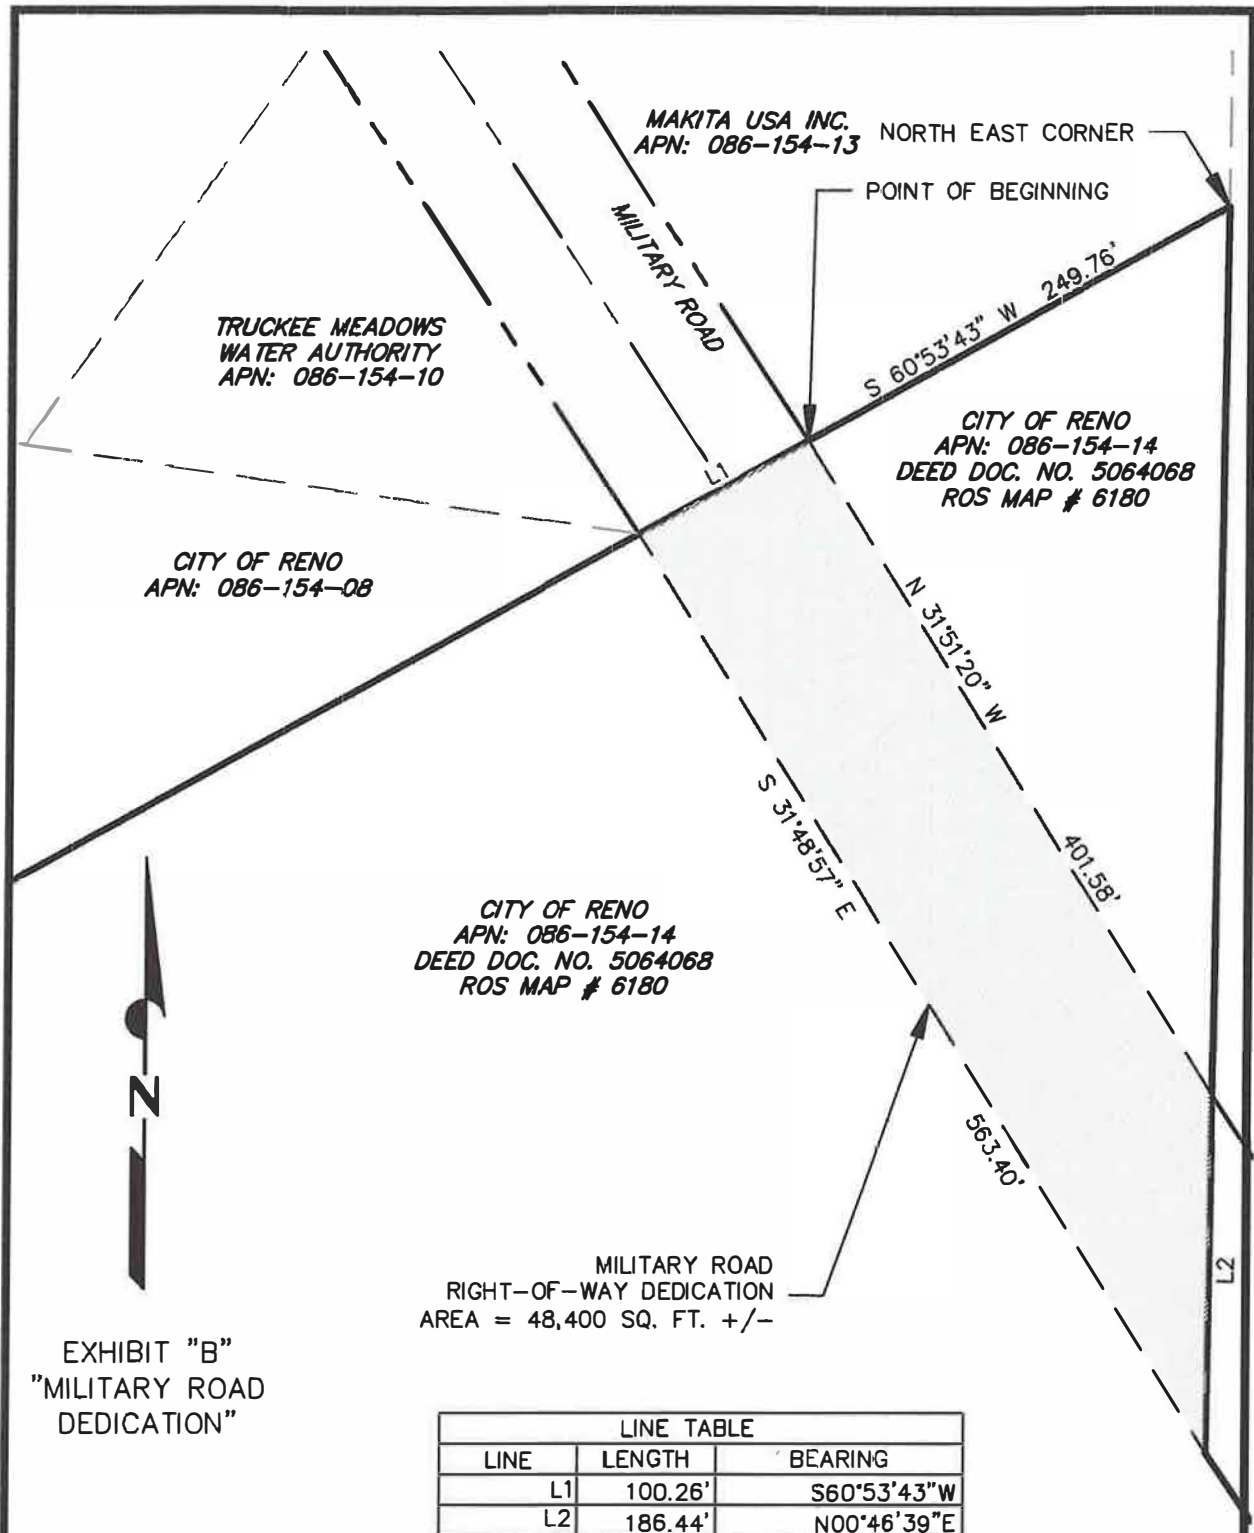 MAKITA USA INC.
APN: 086-154-13
NORTH EAST CORNER
POINT OF BEGINNING
MILITARY ROAD
S 60°53'43" W 249.76'
TRUCKEE MEADOWS
WATER AUTHORITY
APN: 086-154-10
CITY OF RENO
APN: 086-154-14
DEED DOC. NO. 5064068
ROS MAP # 6180
L1
CITY OF RENO
APN: 086-154-08
N 31°51'20" W
401.58'
S 31°48'57" E
563.40'
CITY OF RENO
APN: 086-154-14
DEED DOC. NO. 5064068
ROS MAP # 6180
N
L2
MILITARY ROAD
RIGHT-OF-WAY DEDICATION
AREA = 48,400 SQ. FT. +/-
EXHIBIT "B"
"MILITARY ROAD
DEDICATION"
LINE TABLE
LINE LENGTH BEARING
L1 100.26' S60°53'43"W
L2 186.44' N00°46'39"E